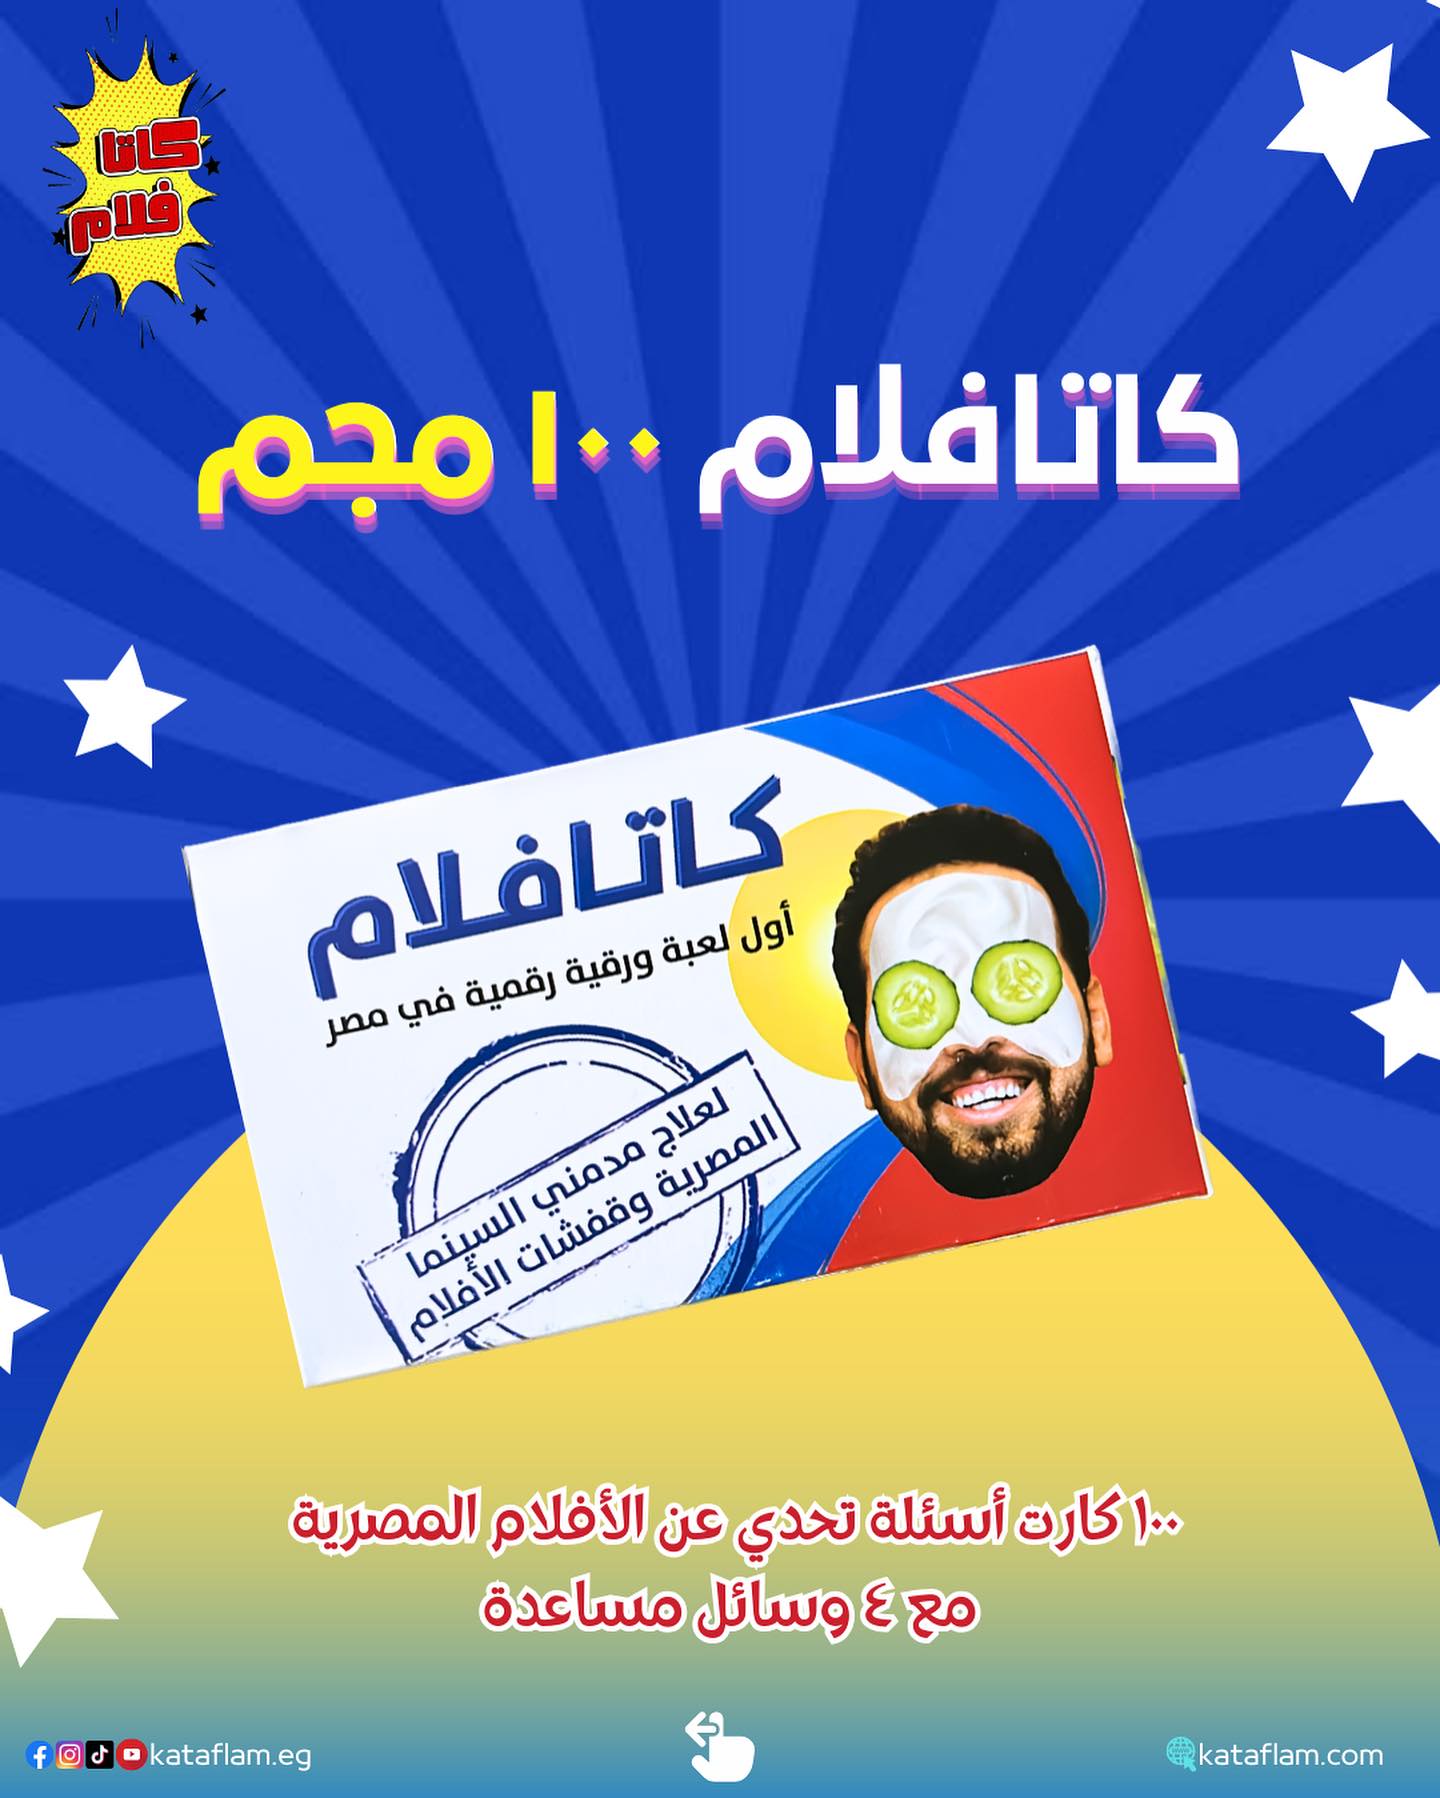 كاتا
فلام
كاتافلام ١٠٠ مجم
كاتافلام
أول لعبة ورقية رقمية في مصر
لعلاج مدمني السينما
المصرية وقفشات الأفلام
١٠٠ كارت أسئلة تحدي عن الأفلام المصرية
مع ٤ وسائل مساعدة
kataflam.eg
kataflam.com